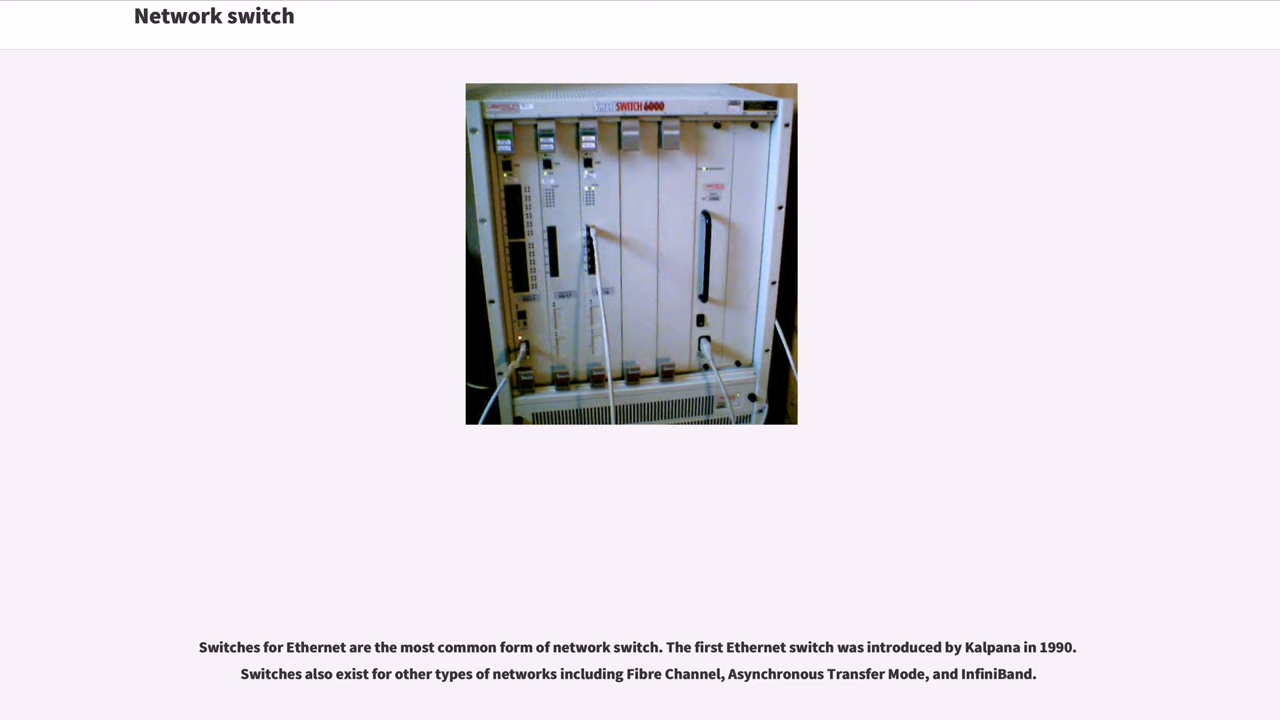 Network switch
SmartSWITCH 6000
Switches for Ethernet are the most common form of network switch. The first Ethernet switch was introduced by Kalpana in 1990.
Switches also exist for other types of networks including Fibre Channel, Asynchronous Transfer Mode, and InfiniBand.